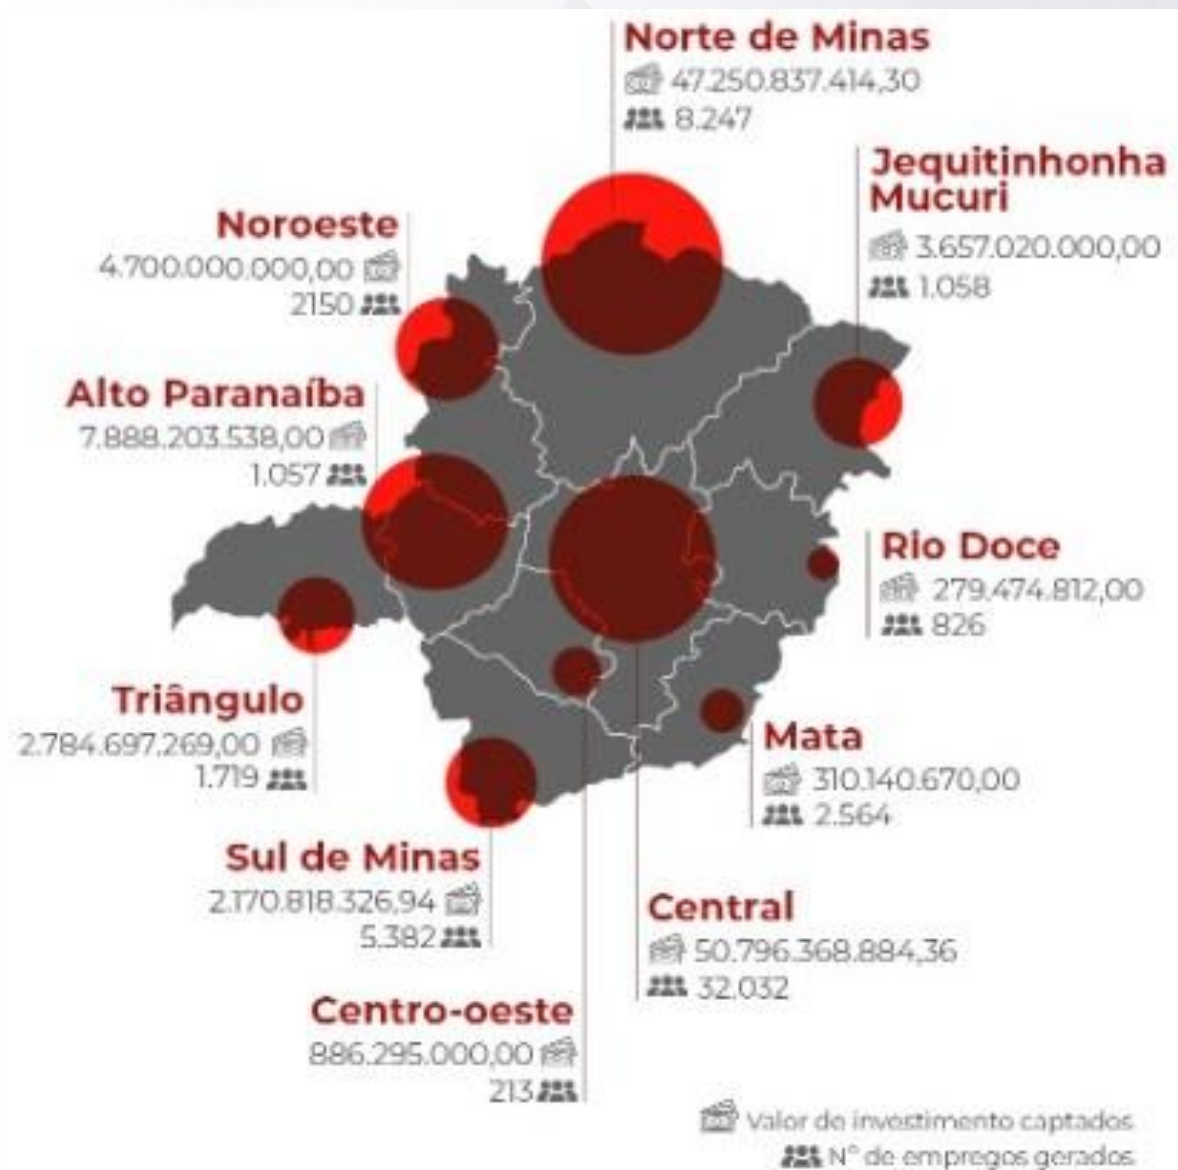 Norte de Minas
47.250.837.414,30
8.247
Jequitinhonha
Mucuri
3.657.020.000,00
1.058
Noroeste
4.700.000.000,00
2150
Alto Paranaíba
7.888.203.538,00
1.057
Rio Doce
279.474.812,00
826
Triângulo
2.784.697.269,00
1.719
Mata
310.140.670,00
2.564
Sul de Minas
2.170.818.326,94
5.382
Central
50.796.368.884,36
32.032
Centro-oeste
886.295.000,00
213
Valor de investimento captados
Nº de empregos gerados